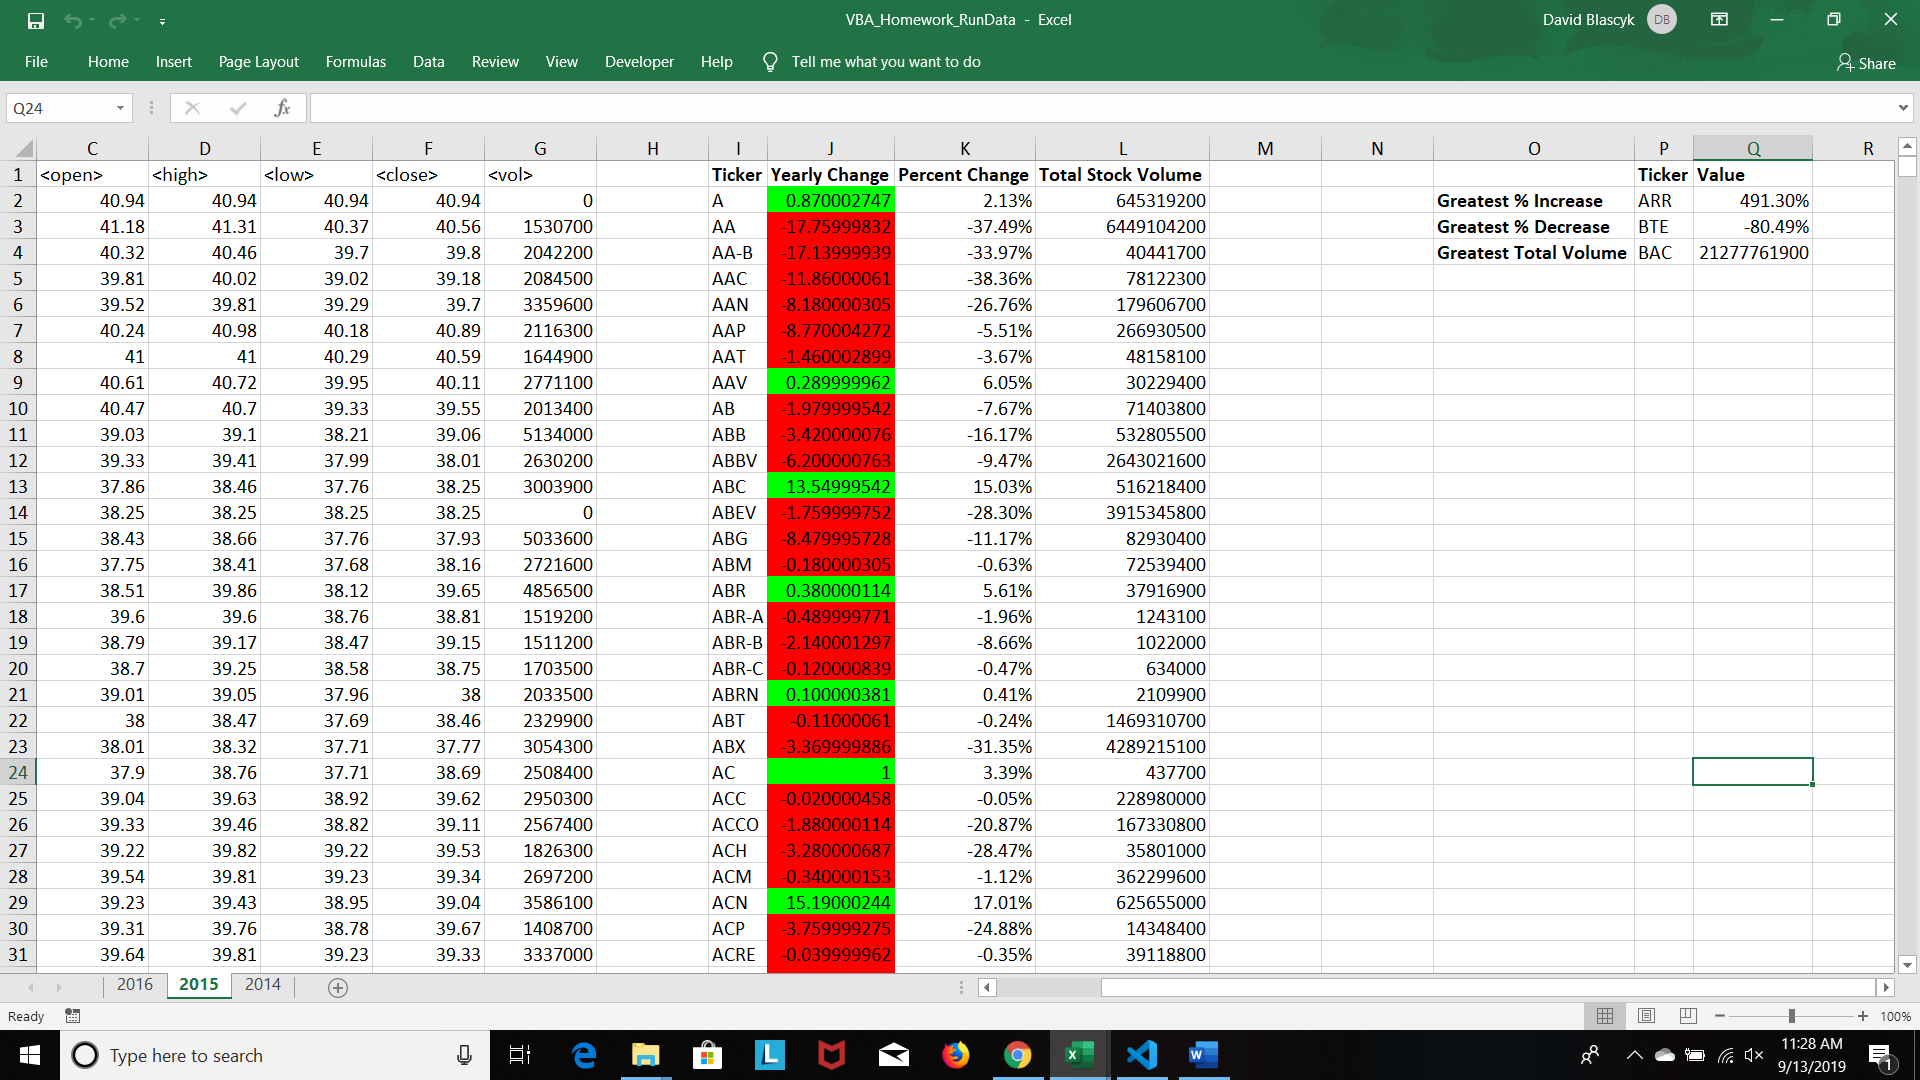 VBA_Homework_RunData - Excel
David Blascyk DB
File Home Insert Page Layout Formulas Data Review View Developer Help Tell me what you want to do Share
Q24 fx
C D E F G H I J K L M N O P Q R
1 <open> <high> <low> <close> <vol> Ticker Yearly Change Percent Change Total Stock Volume Ticker Value
2 40.94 40.94 40.94 40.94 0 A 0.870002747 2.13% 645319200 Greatest % Increase ARR 491.30%
3 41.18 41.31 40.37 40.56 1530700 AA -17.75999832 -37.49% 6449104200 Greatest % Decrease BTE -80.49%
4 40.32 40.46 39.7 39.8 2042200 AA-B -17.13999939 -33.97% 40441700 Greatest Total Volume BAC 21277761900
5 39.81 40.02 39.02 39.18 2084500 AAC -11.86000061 -38.36% 78122300
6 39.52 39.81 39.29 39.7 3359600 AAN -8.180000305 -26.76% 179606700
7 40.24 40.98 40.18 40.89 2116300 AAP -8.770004272 -5.51% 266930500
8 41 41 40.29 40.59 1644900 AAT -1.460002899 -3.67% 48158100
9 40.61 40.72 39.95 40.11 2771100 AAV 0.289999962 6.05% 30229400
10 40.47 40.7 39.33 39.55 2013400 AB -1.979999542 -7.67% 71403800
11 39.03 39.1 38.21 39.06 5134000 ABB -3.420000076 -16.17% 532805500
12 39.33 39.41 37.99 38.01 2630200 ABBV -6.200000763 -9.47% 2643021600
13 37.86 38.46 37.76 38.25 3003900 ABC 13.54999542 15.03% 516218400
14 38.25 38.25 38.25 38.25 0 ABEV -1.759999752 -28.30% 3915345800
15 38.43 38.66 37.76 37.93 5033600 ABG -8.479995728 -11.17% 82930400
16 37.75 38.41 37.68 38.16 2721600 ABM -0.180000305 -0.63% 72539400
17 38.51 39.86 38.12 39.65 4856500 ABR 0.380000114 5.61% 37916900
18 39.6 39.6 38.76 38.81 1519200 ABR-A -0.489999771 -1.96% 1243100
19 38.79 39.17 38.47 39.15 1511200 ABR-B -2.140001297 -8.66% 1022000
20 38.7 39.25 38.58 38.75 1703500 ABR-C -0.120000839 -0.47% 634000
21 39.01 39.05 37.96 38 2033500 ABRN 0.100000381 0.41% 2109900
22 38 38.47 37.69 38.46 2329900 ABT -0.11000061 -0.24% 1469310700
23 38.01 38.32 37.71 37.77 3054300 ABX -3.369999886 -31.35% 4289215100
24 37.9 38.76 37.71 38.69 2508400 AC 1 3.39% 437700
25 39.04 39.63 38.92 39.62 2950300 ACC -0.020000458 -0.05% 228980000
26 39.33 39.46 38.82 39.11 2567400 ACCO -1.880000114 -20.87% 167330800
27 39.22 39.82 39.22 39.53 1826300 ACH -3.280000687 -28.47% 35801000
28 39.54 39.81 39.23 39.34 2697200 ACM -0.340000153 -1.12% 362299600
29 39.23 39.43 38.95 39.04 3586100 ACN 15.19000244 17.01% 625655000
30 39.31 39.76 38.78 39.67 1408700 ACP -3.759999275 -24.88% 14348400
31 39.64 39.81 39.23 39.33 3337000 ACRE -0.039999962 -0.35% 39118800
2016 2015 2014
Ready 100%
Type here to search
11:28 AM
9/13/2019
1